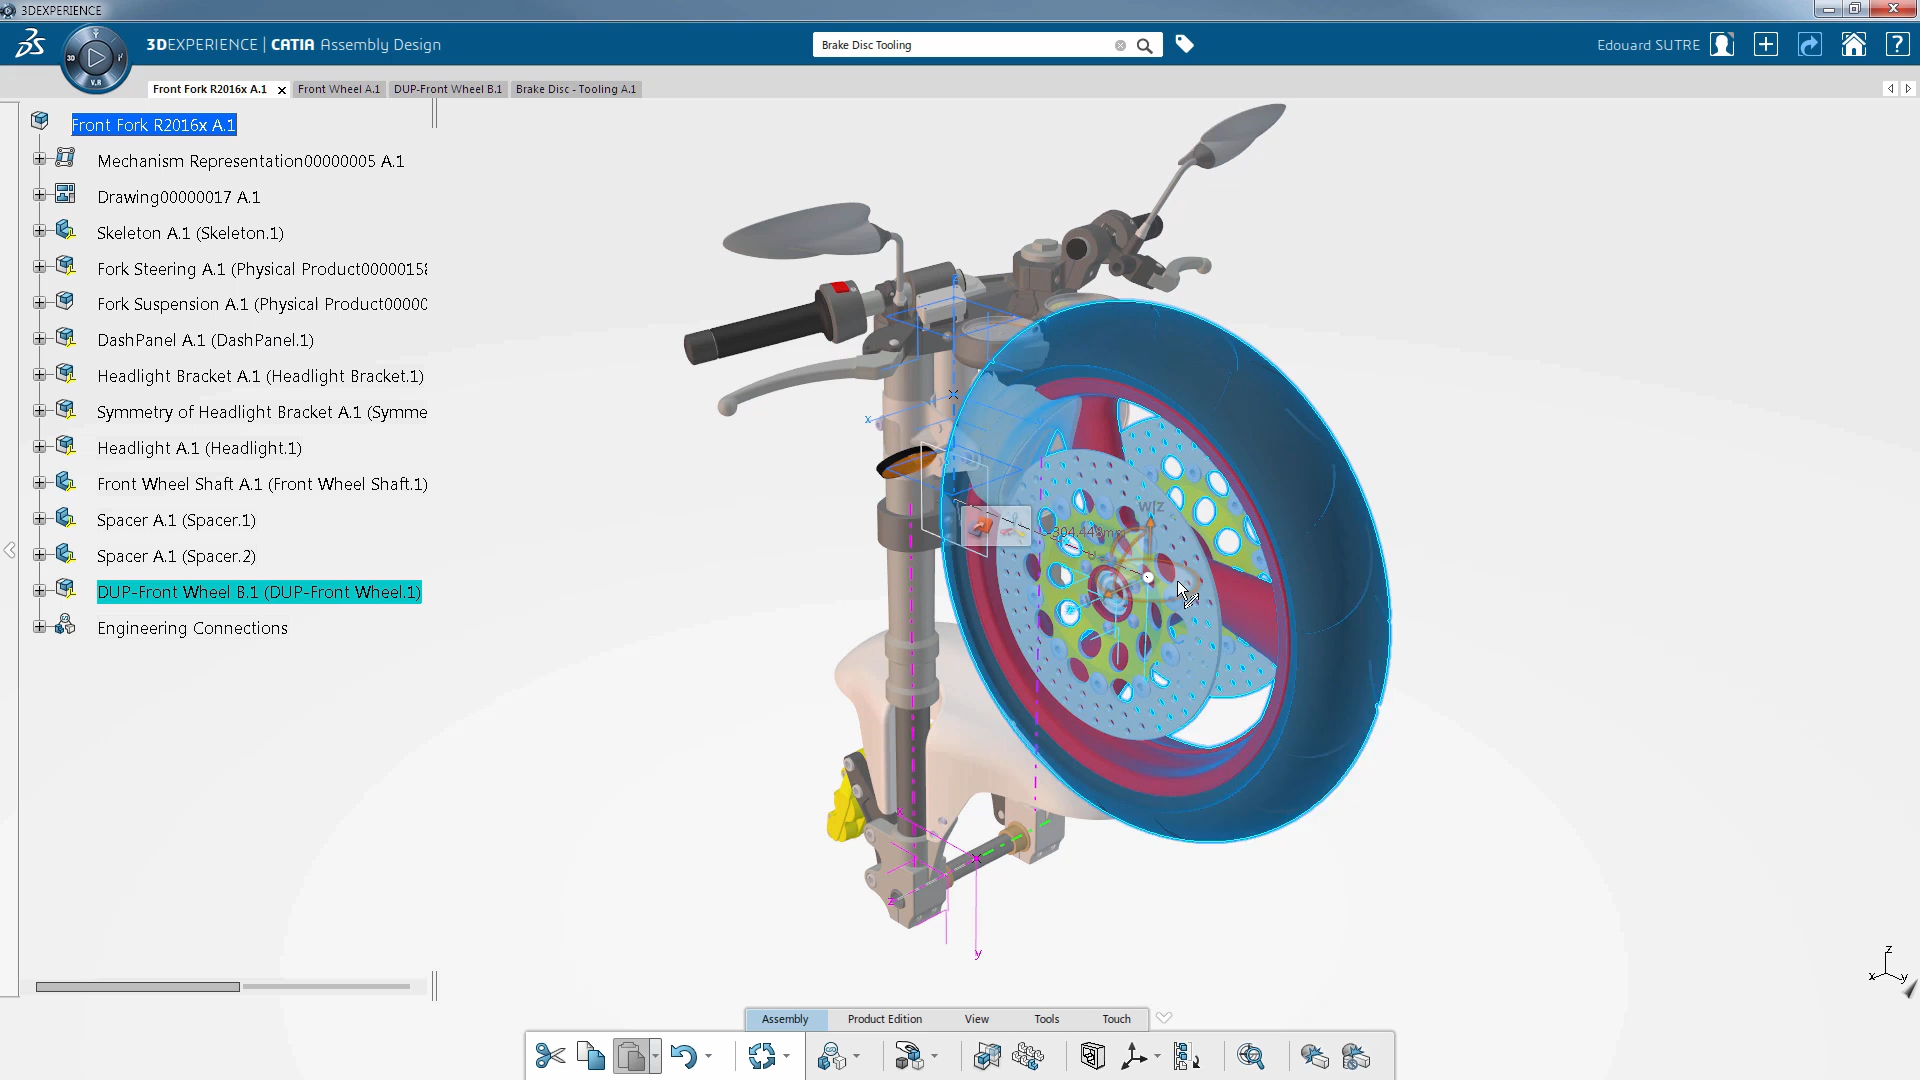 3DEXPERIENCE
3DEXPERIENCE | CATIA Assembly Design
3D
V.R
Brake Disc Tooling
Edouard SUTRE
Front Fork R2016x A.1
Front Wheel A.1
DUP-Front Wheel B.1
Brake Disc - Tooling A.1
Front Fork R2016x A.1
Mechanism Representation00000005 A.1
Drawing00000017 A.1
Skeleton A.1 (Skeleton.1)
Fork Steering A.1 (Physical Product0000015
Fork Suspension A.1 (Physical Product00000
DashPanel A.1 (DashPanel.1)
Headlight Bracket A.1 (Headlight Bracket.1)
Symmetry of Headlight Bracket A.1 (Symme
Headlight A.1 (Headlight.1)
Front Wheel Shaft A.1 (Front Wheel Shaft.1)
Spacer A.1 (Spacer.1)
Spacer A.1 (Spacer.2)
DUP-Front Wheel B.1 (DUP-Front Wheel.1)
Engineering Connections
x
W|Z
304.448mm
x
z
y
z
x
y
Assembly
Product Edition
View
Tools
Touch